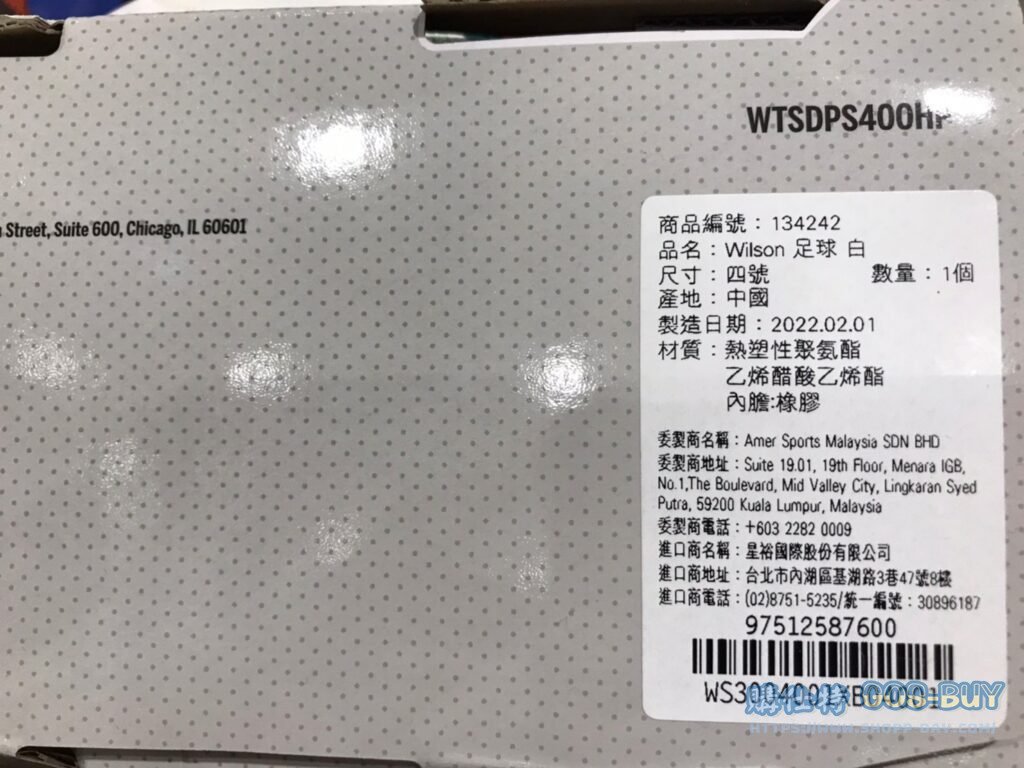 WTSDPS400HP
Street, Suite 600, Chicago, IL 60601
商品編號：134242
品名：Wilson 足球 白
尺寸：四號 數量：1個
產地：中國
製造日期：2022.02.01
材質：熱塑性聚氨酯
乙烯醋酸乙烯酯
內膽:橡膠
委製商名稱：Amer Sports Malaysia SDN BHD
委製商地址：Suite 19.01, 19th Floor, Menara IGB,
No.1,The Boulevard, Mid Valley City, Lingkaran Syed
Putra, 59200 Kuala Lumpur, Malaysia
委製商電話：+603 2282 0009
進口商名稱：星裕國際股份有限公司
進口商地址：台北市內湖區基湖路3巷47號8樓
進口商電話：(02)8751-5235/統一編號：30896187
97512587600
WS3004001XB04001
購性特 COS-BUY